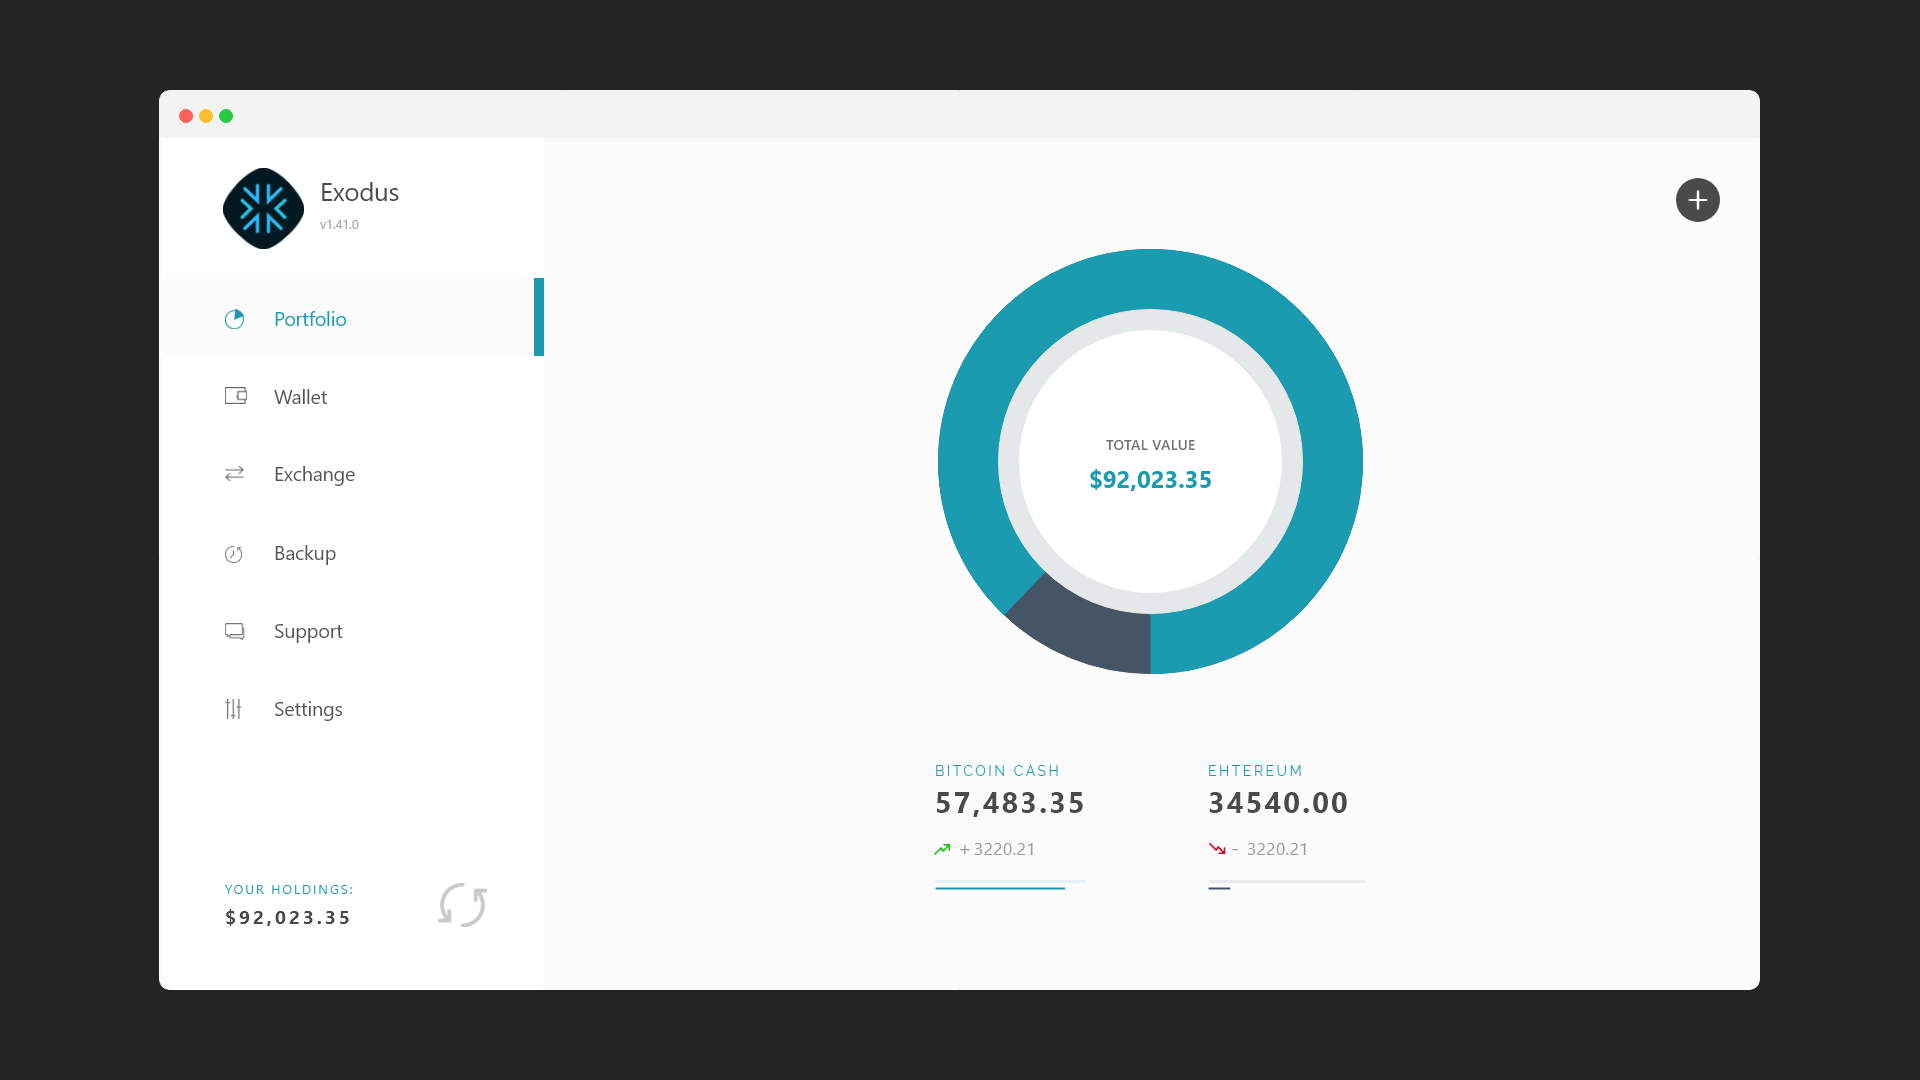 Exodus
v1.41.0
Portfolio
Wallet
Exchange
Backup
Support
Settings
YOUR HOLDINGS:
$92,023.35
TOTAL VALUE
$92,023.35
BITCOIN CASH
57,483.35
+ 3220.21
EHTEREUM
34540.00
- 3220.21